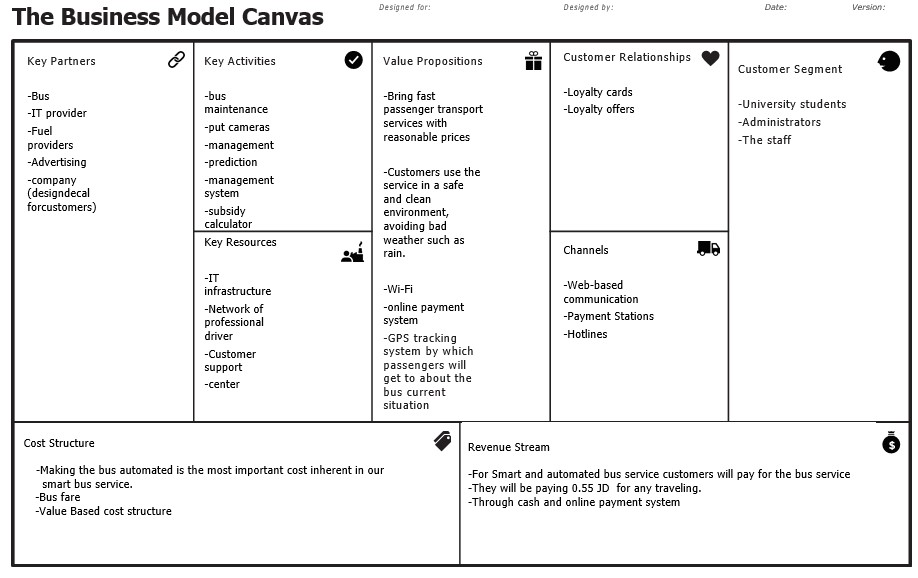 The Business Model Canvas
Designed for:
Designed by:
Date:
Version:
Key Partners
-Bus
-IT provider
-Fuel
providers
-Advertising
-company
(designdecal
forcustomers)
Key Activities
-bus
maintenance
-put cameras
-management
-prediction
-management
system
-subsidy
calculator
Key Resources
-IT
infrastructure
-Network of
professional
driver
-Customer
support
-center
Value Propositions
-Bring fast
passenger transport
services with
reasonable prices
-Customers use the
service in a safe
and clean
environment,
avoiding bad
weather such as
rain.
-Wi-Fi
-online payment
system
-GPS tracking
system by which
passengers will
get to about the
bus current
situation
Customer Relationships
-Loyalty cards
-Loyalty offers
Channels
-Web-based
communication
-Payment Stations
-Hotlines
Customer Segment
-University students
-Administrators
-The staff
Cost Structure
-Making the bus automated is the most important cost inherent in our
smart bus service.
-Bus fare
-Value Based cost structure
Revenue Stream
$
-For Smart and automated bus service customers will pay for the bus service
-They will be paying 0.55 JD for any traveling.
-Through cash and online payment system